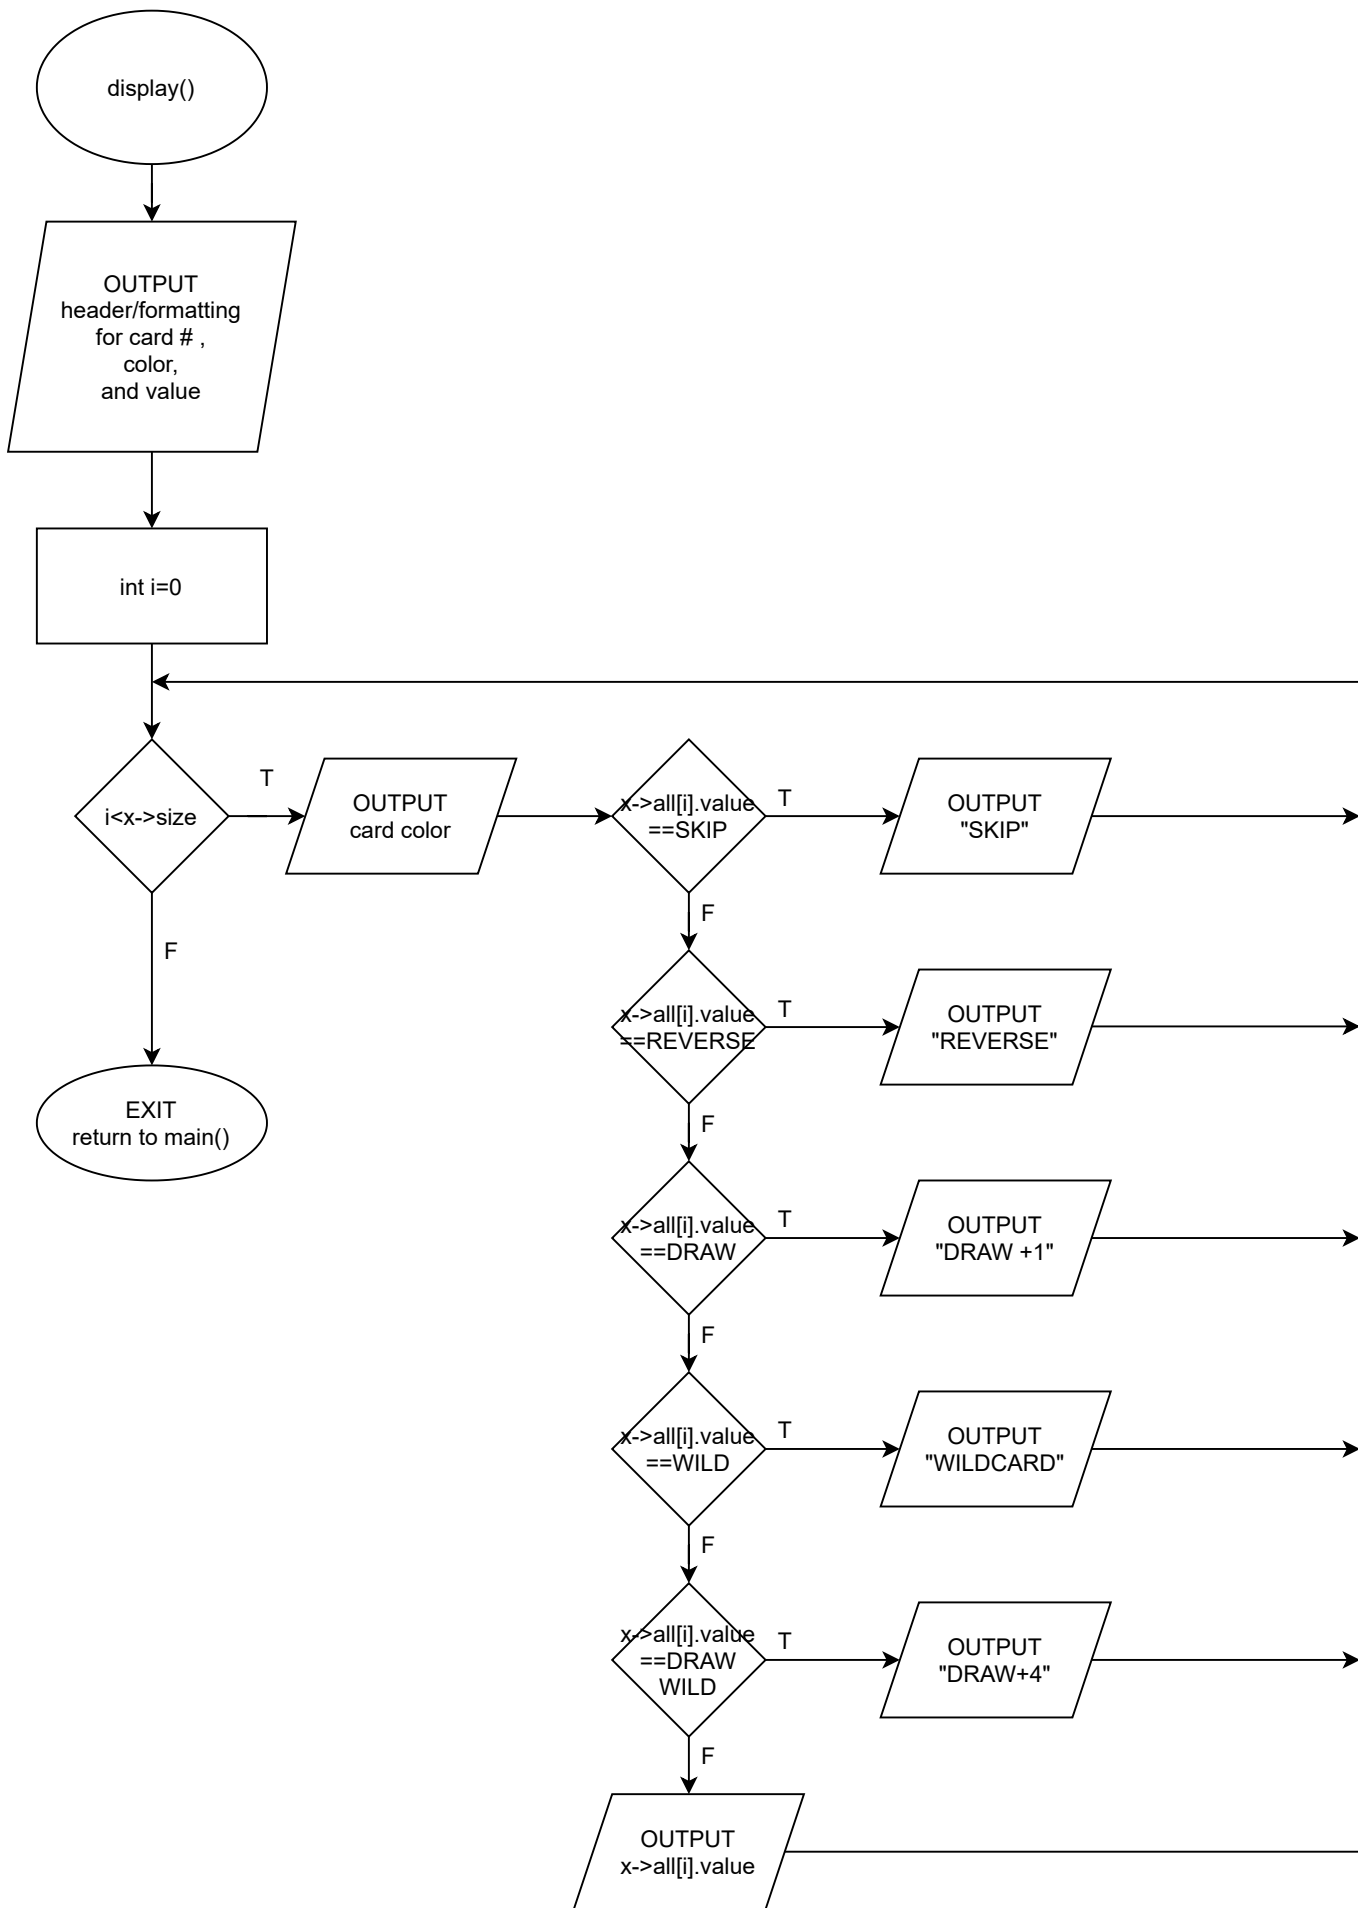 display()
OUTPUT
header/formatting
for card # ,
color,
and value
int i=0
i<x->size
T
OUTPUT
card color
x->all[i].value
==SKIP
T
OUTPUT
"SKIP"
F
F
x->all[i].value
==REVERSE
T
OUTPUT
"REVERSE"
EXIT
return to main()
F
x->all[i].value
==DRAW
T
OUTPUT
"DRAW +1"
F
x->all[i].value
==WILD
T
OUTPUT
"WILDCARD"
F
x->all[i].value
==DRAW
WILD
T
OUTPUT
"DRAW+4"
F
OUTPUT
x->all[i].value